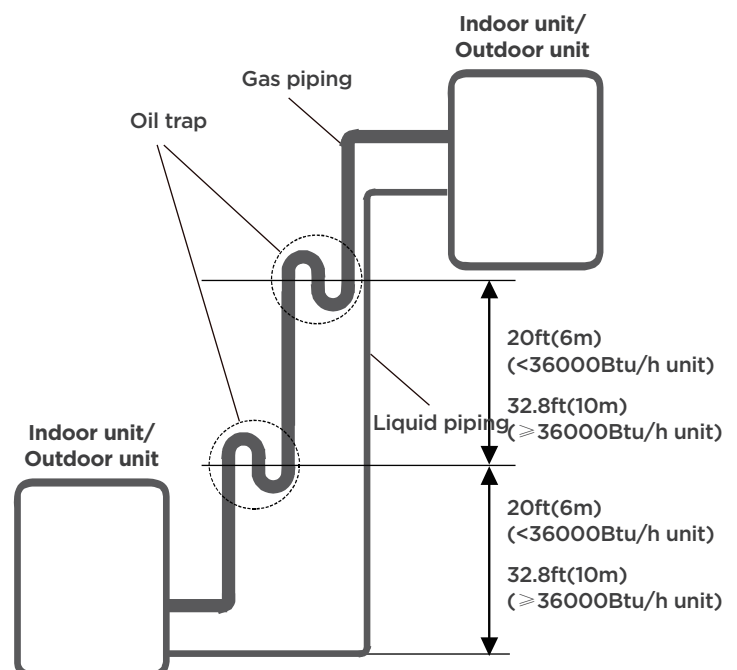 Indoor unit/
Outdoor unit
Gas piping
Oil trap
20ft(6m)
(<36000Btu/h unit)
32.8ft(10m)
(⩾36000Btu/h unit)
Liquid piping
Indoor unit/
Outdoor unit
20ft(6m)
(<36000Btu/h unit)
32.8ft(10m)
(⩾36000Btu/h unit)